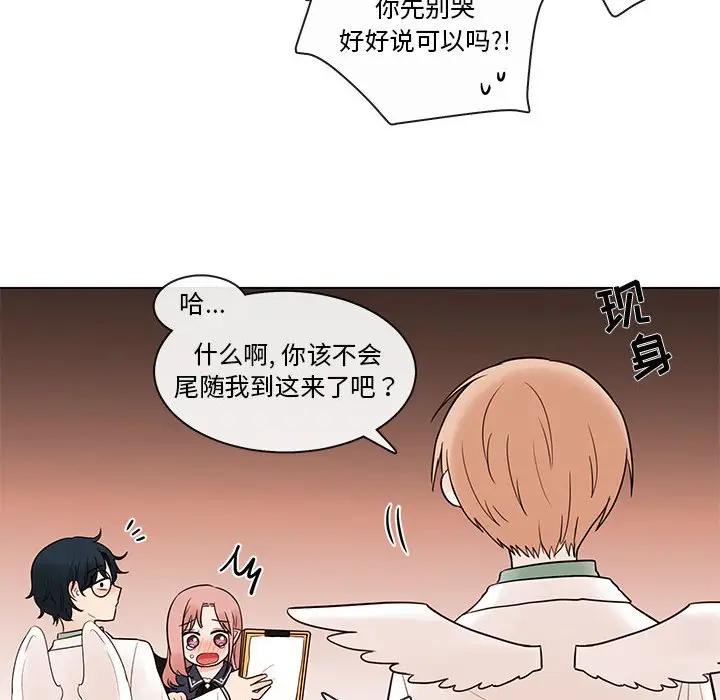 你先别哭
好好说可以吗?!
哈...
什么啊, 你该不会
尾随我到这来了吧?
现身